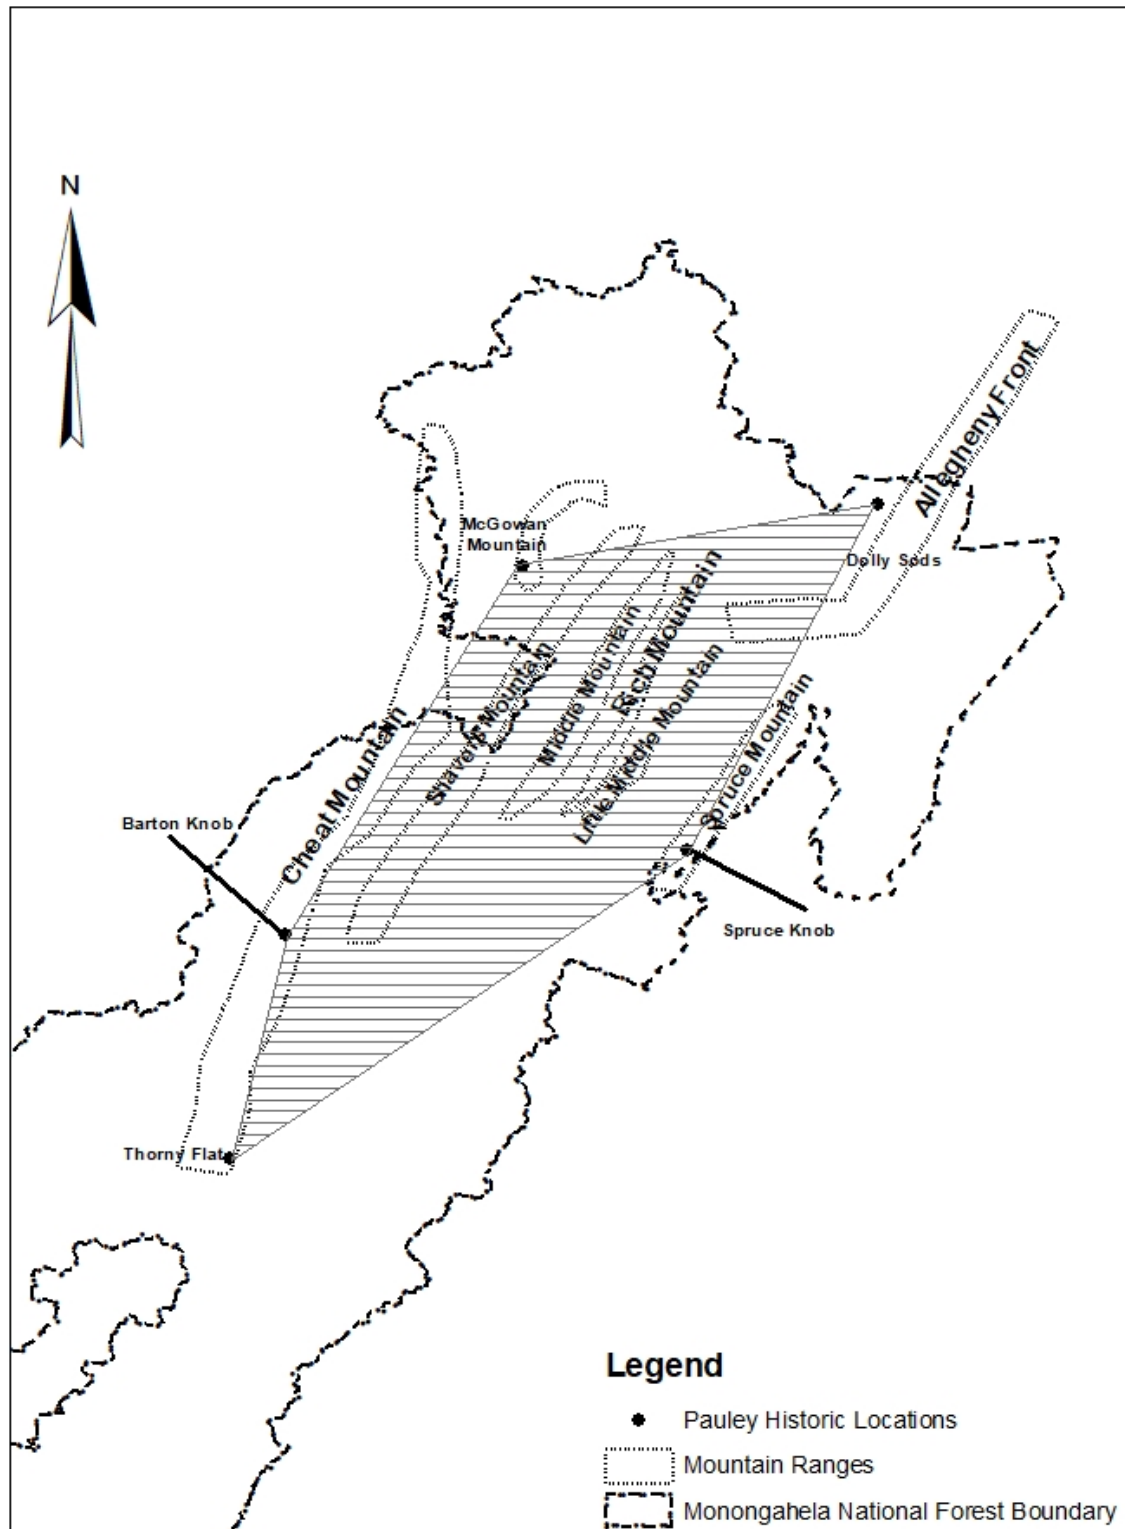 N
Allegheny Front
McGowan
Mountain
Dolly Sods
Rich Mountain
Middle Mountain
Shavers Mountain
Little Middle Mountain
Spruce Mountain
Cheat Mountain
Barton Knob
Spruce Knob
Thorny Flat
Legend
Pauley Historic Locations
Mountain Ranges
Monongahela National Forest Boundary